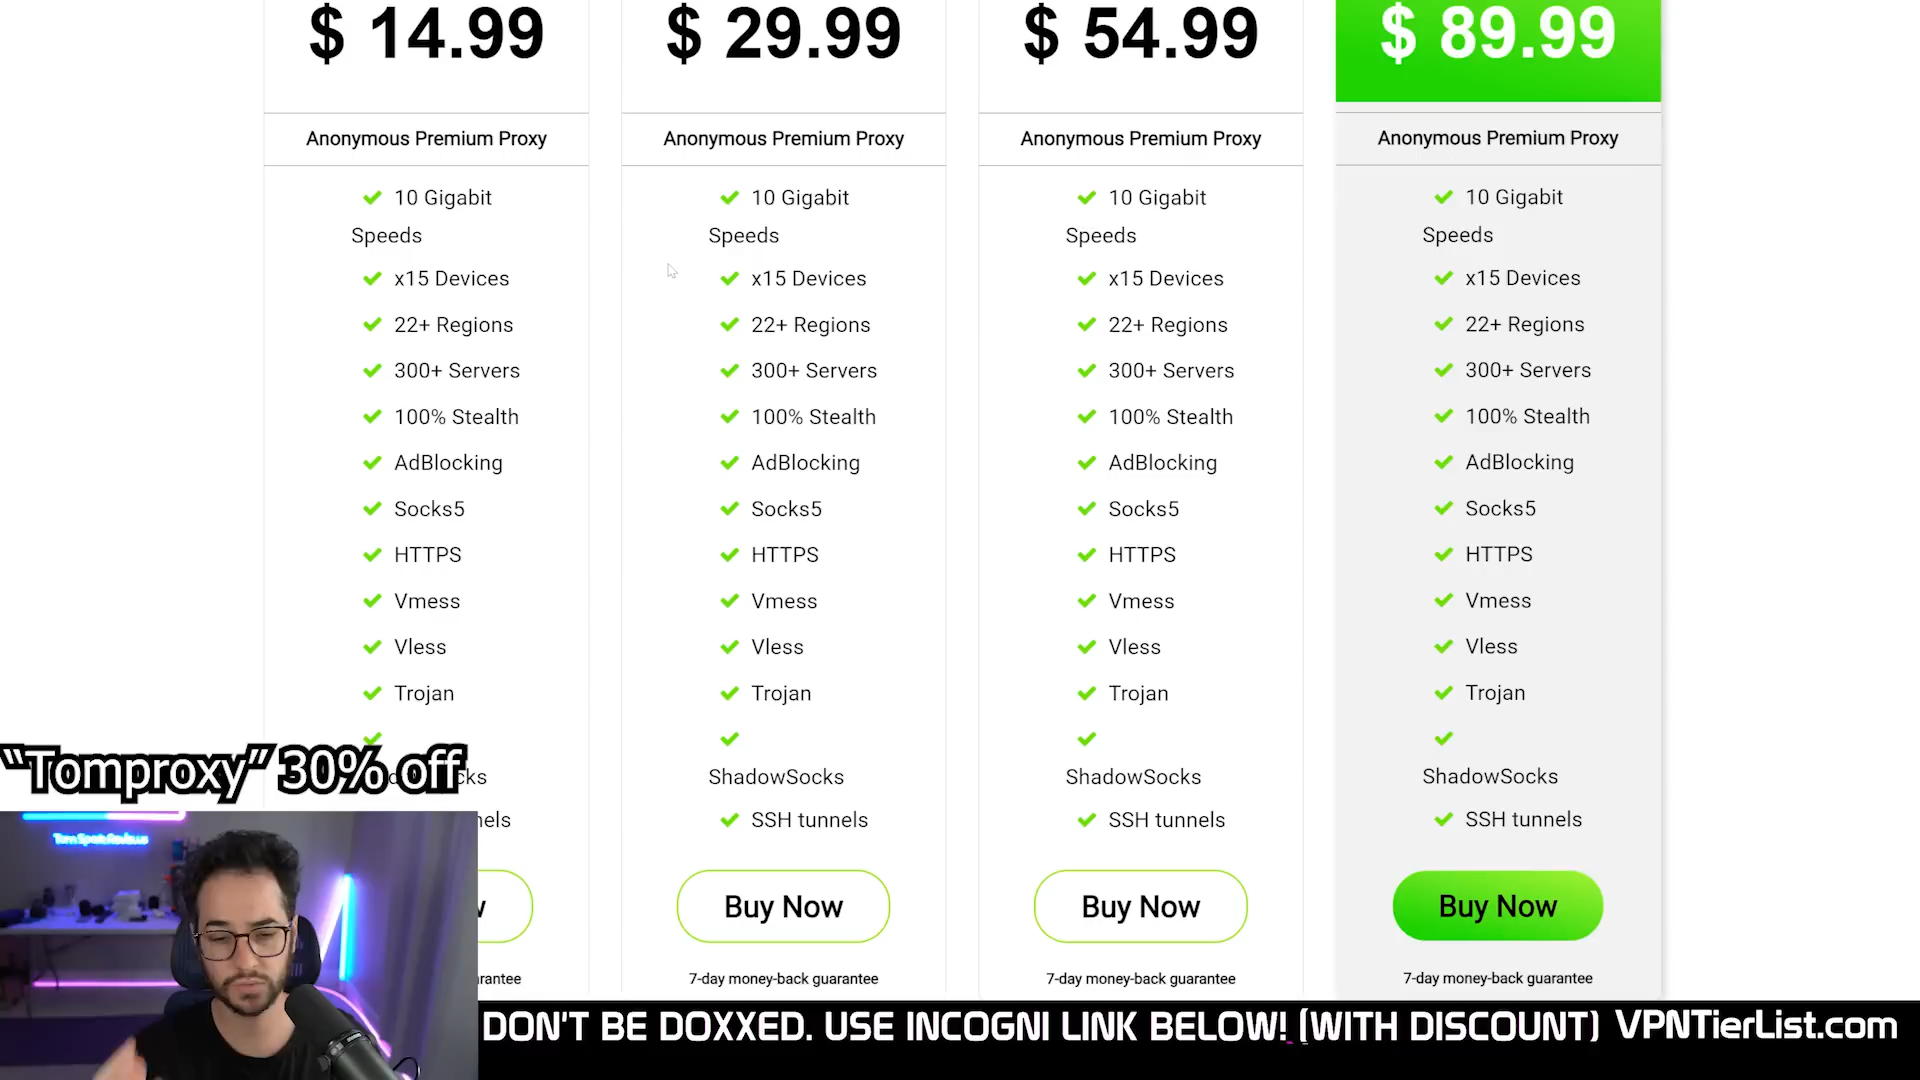 $ 14.99
Anonymous Premium Proxy
10 Gigabit
Speeds
x15 Devices
22+ Regions
300+ Servers
100% Stealth
AdBlocking
Socks5
HTTPS
Vmess
Vless
Trojan
$ 29.99
Anonymous Premium Proxy
10 Gigabit
Speeds
x15 Devices
22+ Regions
300+ Servers
100% Stealth
AdBlocking
Socks5
HTTPS
Vmess
Vless
Trojan
ShadowSocks
SSH tunnels
Buy Now
7-day money-back guarantee
$ 54.99
Anonymous Premium Proxy
10 Gigabit
Speeds
x15 Devices
22+ Regions
300+ Servers
100% Stealth
AdBlocking
Socks5
HTTPS
Vmess
Vless
Trojan
ShadowSocks
SSH tunnels
Buy Now
7-day money-back guarantee
$ 89.99
Anonymous Premium Proxy
10 Gigabit
Speeds
x15 Devices
22+ Regions
300+ Servers
100% Stealth
AdBlocking
Socks5
HTTPS
Vmess
Vless
Trojan
ShadowSocks
SSH tunnels
Buy Now
7-day money-back guarantee
“Tomproxy” 30% off
Tom Spark Reviews
DON'T BE DOXXED. USE INCOGNI LINK BELOW! (WITH DISCOUNT) VPNTierList.com